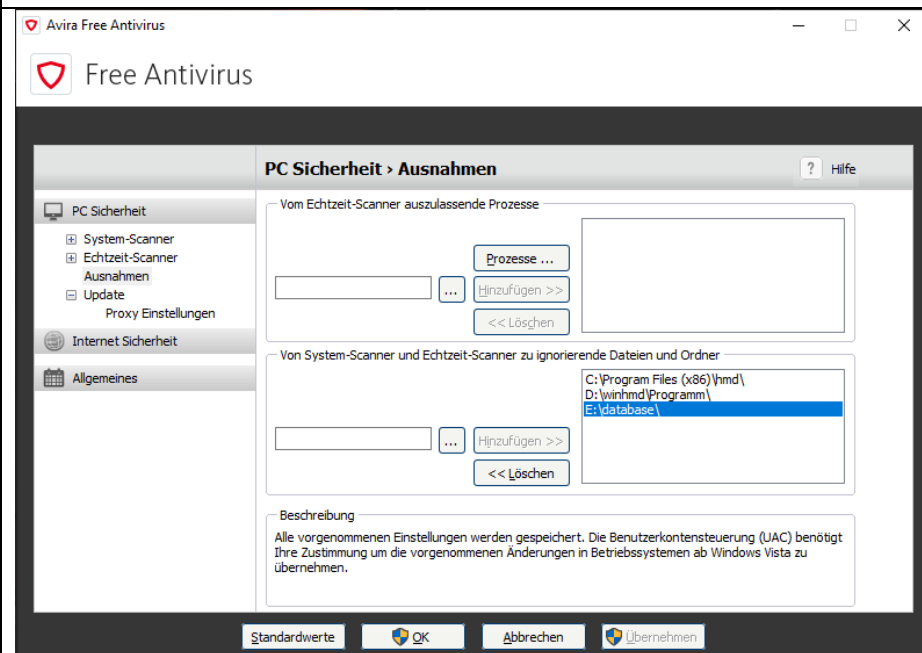 Avira Free Antivirus
Free Antivirus
PC Sicherheit › Ausnahmen
? Hilfe
PC Sicherheit
System-Scanner
Echtzeit-Scanner
Ausnahmen
Update
Proxy Einstellungen
Internet Sicherheit
Allgemeines
Vom Echtzeit-Scanner auszulassende Prozesse
Prozesse ...
... Hinzufügen >>
<< Löschen
Von System-Scanner und Echtzeit-Scanner zu ignorierende Dateien und Ordner
C:\Program Files (x86)\hmd\
D:\winhmd\Programm\
E:\database\
... Hinzufügen >>
<< Löschen
Beschreibung
Alle vorgenommenen Einstellungen werden gespeichert. Die Benutzerkontensteuerung (UAC) benötigt
Ihre Zustimmung um die vorgenommenen Änderungen in Betriebssystemen ab Windows Vista zu
übernehmen.
Standardwerte OK Abbrechen Übernehmen